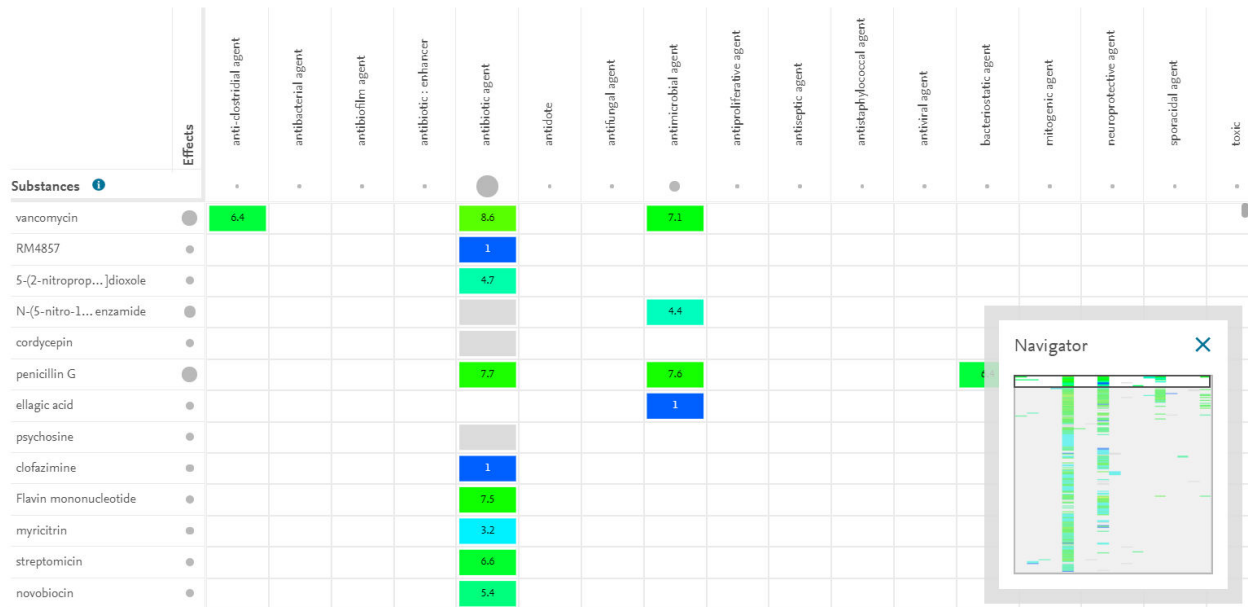 Effects
anti-clostridial agent
antibacterial agent
antibiofilm agent
antibiotic : enhancer
antibiotic agent
antidote
antifungal agent
antimicrobial agent
antiproliferative agent
antiseptic agent
antistaphylococcal agent
antiviral agent
bacteriostatic agent
mitogenic agent
neuroprotective agent
sporacidal agent
toxic
Substances i
vancomycin 6.4 8.6 7.1
RM4857 1
5-(2-nitroprop...]dioxole 4.7
N-(5-nitro-1... enzamide 4.4
cordycepin
penicillin G 7.7 7.6
ellagic acid 1
psychosine
clofazimine 1
Flavin mononucleotide 7.5
myricitrin 3.2
streptomicin 6.6
novobiocin 5.4
Navigator